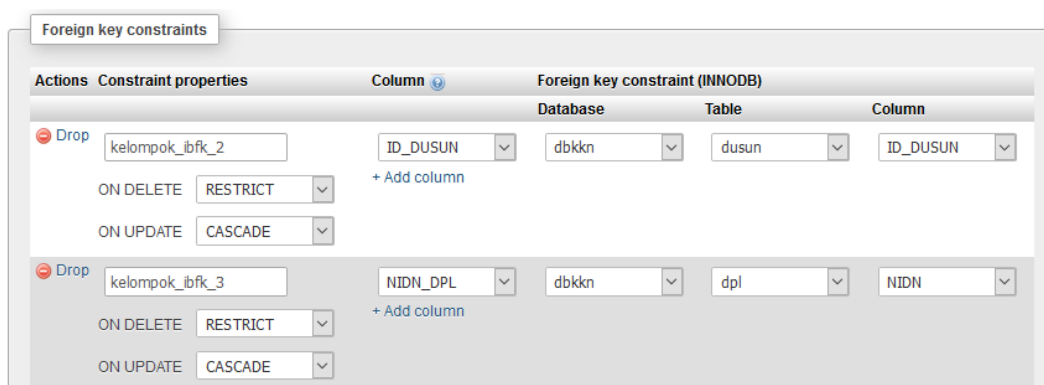 Foreign key constraints
Actions Constraint properties Column Foreign key constraint (INNODB)
Database Table Column
Drop kelompok_ibfk_2 ID_DUSUN dbkkn dusun ID_DUSUN
+ Add column
ON DELETE RESTRICT
ON UPDATE CASCADE
Drop kelompok_ibfk_3 NIDN_DPL dbkkn dpl NIDN
+ Add column
ON DELETE RESTRICT
ON UPDATE CASCADE